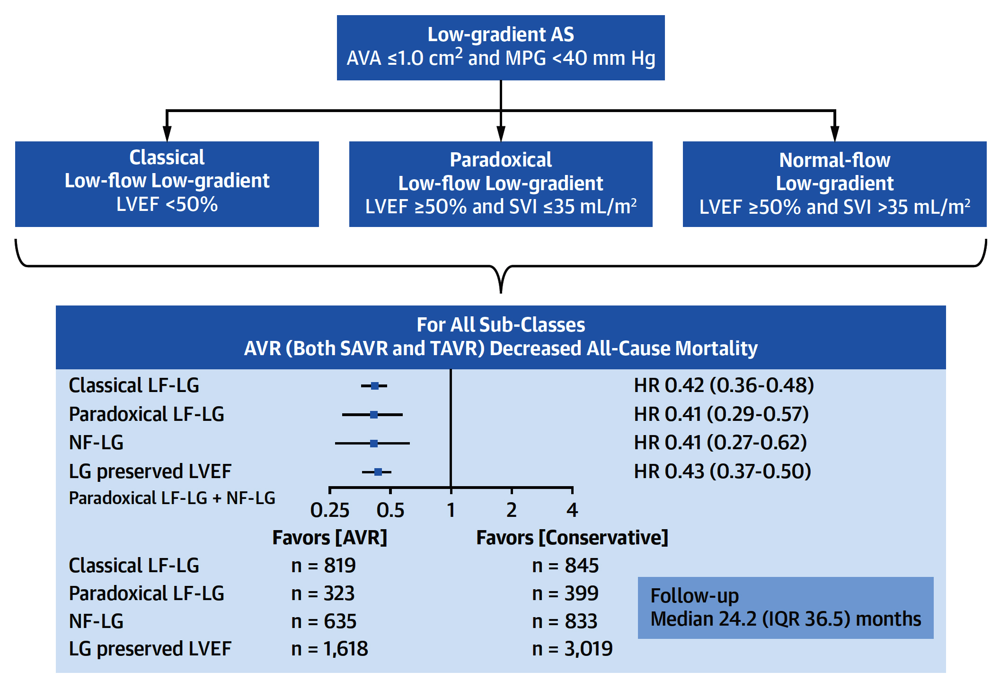 Low-gradient AS
AVA ≤1.0 cm² and MPG <40 mm Hg
Classical
Low-flow Low-gradient
LVEF <50%
Paradoxical
Low-flow Low-gradient
LVEF ≥50% and SVI ≤35 mL/m²
Normal-flow
Low-gradient
LVEF ≥50% and SVI >35 mL/m²
For All Sub-Classes
AVR (Both SAVR and TAVR) Decreased All-Cause Mortality
Classical LF-LG HR 0.42 (0.36-0.48)
Paradoxical LF-LG HR 0.41 (0.29-0.57)
NF-LG HR 0.41 (0.27-0.62)
LG preserved LVEF HR 0.43 (0.37-0.50)
Paradoxical LF-LG + NF-LG
0.25 0.5 1 2 4
Favors [AVR] Favors [Conservative]
Classical LF-LG n = 819 n = 845
Paradoxical LF-LG n = 323 n = 399
NF-LG n = 635 n = 833
LG preserved LVEF n = 1,618 n = 3,019
Follow-up
Median 24.2 (IQR 36.5) months